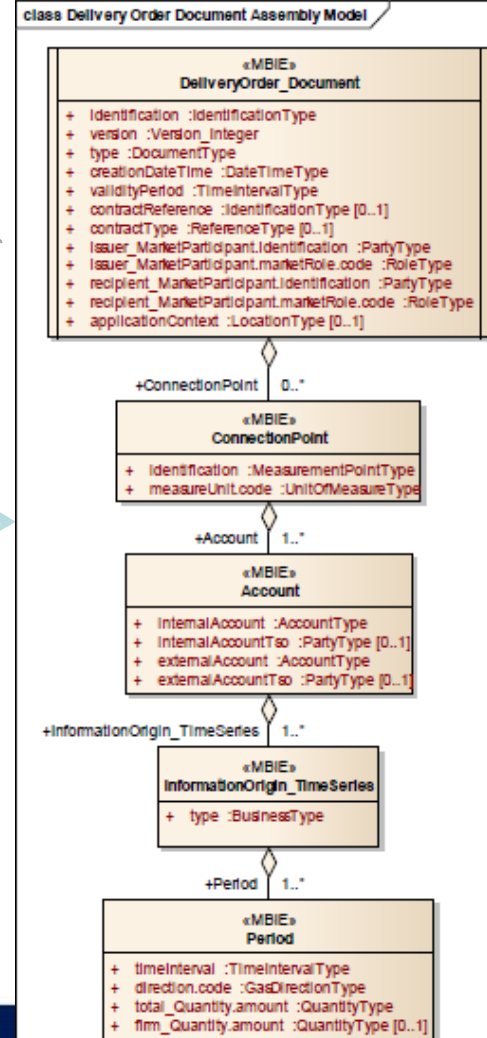 class Delivery Order Document Assembly Model
«MBIE»
DeliveryOrder_Document
+ Identification :IdentificationType
+ version :Version_Integer
+ type :DocumentType
+ creationDateTime :DateTimeType
+ validityPeriod :TimeIntervalType
+ contractReference :IdentificationType [0..1]
+ contractType :ReferenceType [0..1]
+ Issuer_MarketParticipant.Identification :PartyType
+ Issuer_MarketParticipant.marketRole.code :RoleType
+ recipient_MarketParticipant.Identification :PartyType
+ recipient_MarketParticipant.marketRole.code :RoleType
+ applicationContext :LocationType [0..1]
+ConnectionPoint 0..*
«MBIE»
ConnectionPoint
+ Identification :MeasurementPointType
+ measureUnit.code :UnitOfMeasureType
+Account 1..*
«MBIE»
Account
+ InternalAccount :AccountType
+ InternalAccountTso :PartyType [0..1]
+ externalAccount :AccountType
+ externalAccountTso :PartyType [0..1]
+InformationOrigin_TimeSeries 1..*
«MBIE»
InformationOrigin_TimeSeries
+ type :BusinessType
+Period 1..*
«MBIE»
Period
+ timeInterval :TimeIntervalType
+ direction.code :GasDirectionType
+ total_Quantity.amount :QuantityType
+ firm_Quantity.amount :QuantityType [0..1]